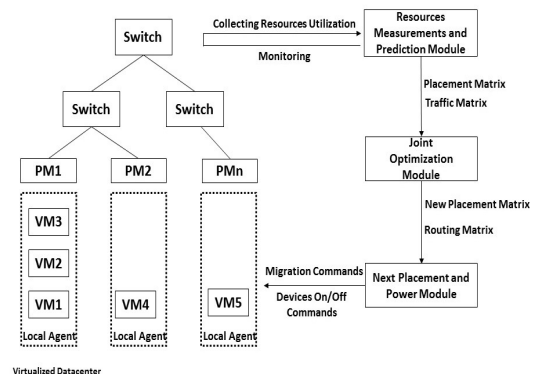 Switch
Collecting Resources Utilization
Monitoring
Resources
Measurements and
Prediction Module
Placement Matrix
Traffic Matrix
Switch
Switch
Joint
Optimization
Module
PM1
PM2
PMn
New Placement Matrix
Routing Matrix
VM3
VM2
VM1
VM4
VM5
Local Agent
Local Agent
Local Agent
Migration Commands
Devices On/Off
Commands
Next Placement and
Power Module
Virtualized Datacenter